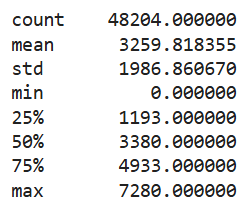 count 48204.000000
mean 3259.818355
std 1986.860670
min 0.000000
25% 1193.000000
50% 3380.000000
75% 4933.000000
max 7280.000000